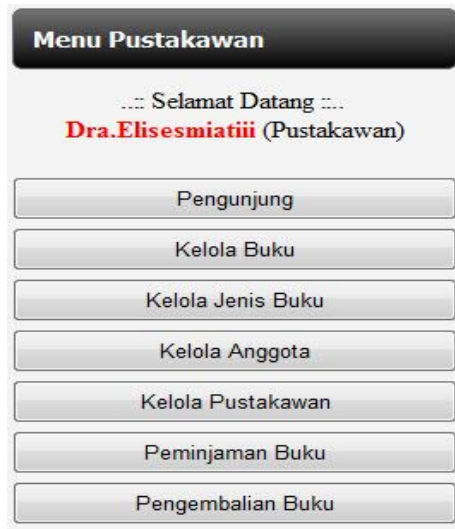 Menu Pustakawan
..:: Selamat Datang ::..
Dra.Elisesmiatiii (Pustakawan)
Pengunjung
Kelola Buku
Kelola Jenis Buku
Kelola Anggota
Kelola Pustakawan
Peminjaman Buku
Pengembalian Buku